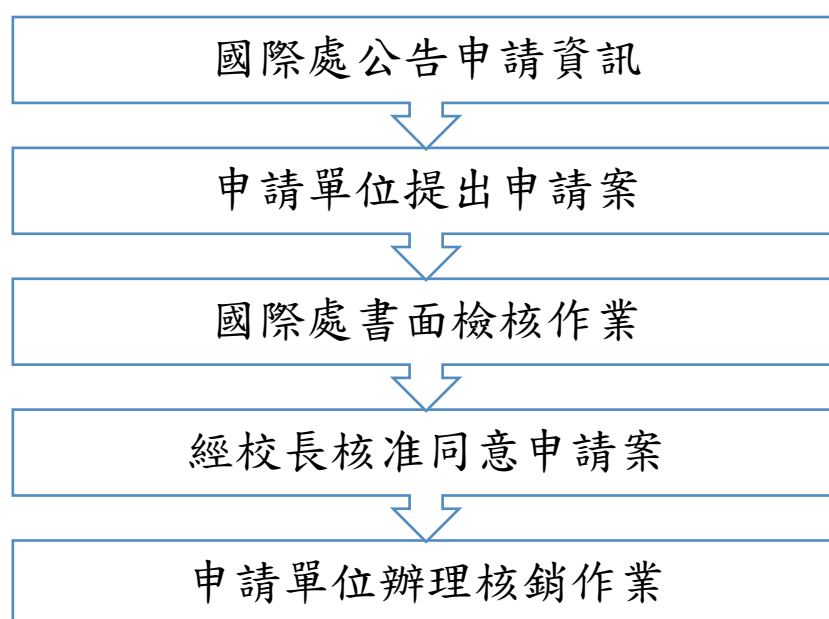 國際處公告申請資訊
申請單位提出申請案
國際處書面檢核作業
經校長核准同意申請案
申請單位辦理核銷作業